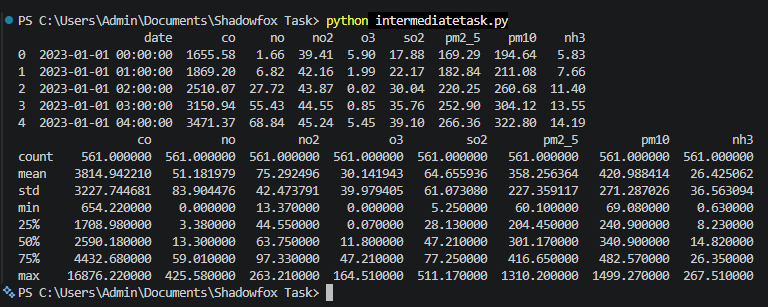 PS C:\Users\Admin\Documents\Shadowfox Task> python intermediatetask.py
date co no no2 o3 so2 pm2_5 pm10 nh3
0 2023-01-01 00:00:00 1655.58 1.66 39.41 5.90 17.88 169.29 194.64 5.83
1 2023-01-01 01:00:00 1869.20 6.82 42.16 1.99 22.17 182.84 211.08 7.66
2 2023-01-01 02:00:00 2510.07 27.72 43.87 0.02 30.04 220.25 260.68 11.40
3 2023-01-01 03:00:00 3150.94 55.43 44.55 0.85 35.76 252.90 304.12 13.55
4 2023-01-01 04:00:00 3471.37 68.84 45.24 5.45 39.10 266.36 322.80 14.19
co no no2 o3 so2 pm2_5 pm10 nh3
count 561.000000 561.000000 561.000000 561.000000 561.000000 561.000000 561.000000 561.000000
mean 3814.942210 51.181979 75.292496 30.141943 64.655936 358.256364 420.988414 26.425062
std 3227.744681 83.904476 42.473791 39.979405 61.073080 227.359117 271.287026 36.563094
min 654.220000 0.000000 13.370000 0.000000 5.250000 60.100000 69.080000 0.630000
25% 1708.980000 3.380000 44.550000 0.070000 28.130000 204.450000 240.900000 8.230000
50% 2590.180000 13.300000 63.750000 11.800000 47.210000 301.170000 340.900000 14.820000
75% 4432.680000 59.010000 97.330000 47.210000 77.250000 416.650000 482.570000 26.350000
max 16876.220000 425.580000 263.210000 164.510000 511.170000 1310.200000 1499.270000 267.510000
PS C:\Users\Admin\Documents\Shadowfox Task>